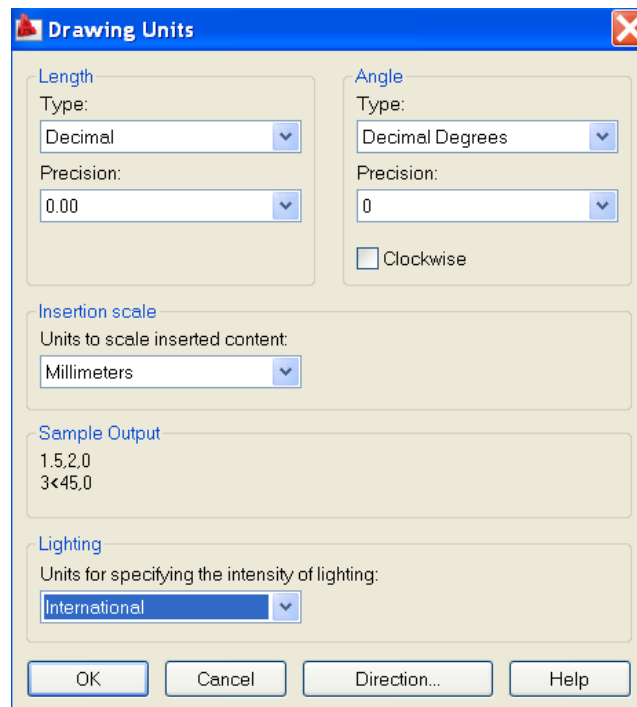 Drawing Units
Length
Type:
Decimal
Precision:
0.00
Angle
Type:
Decimal Degrees
Precision:
0
Clockwise
Insertion scale
Units to scale inserted content:
Millimeters
Sample Output
1.5,2,0
3<45,0
Lighting
Units for specifying the intensity of lighting:
International
OK
Cancel
Direction...
Help